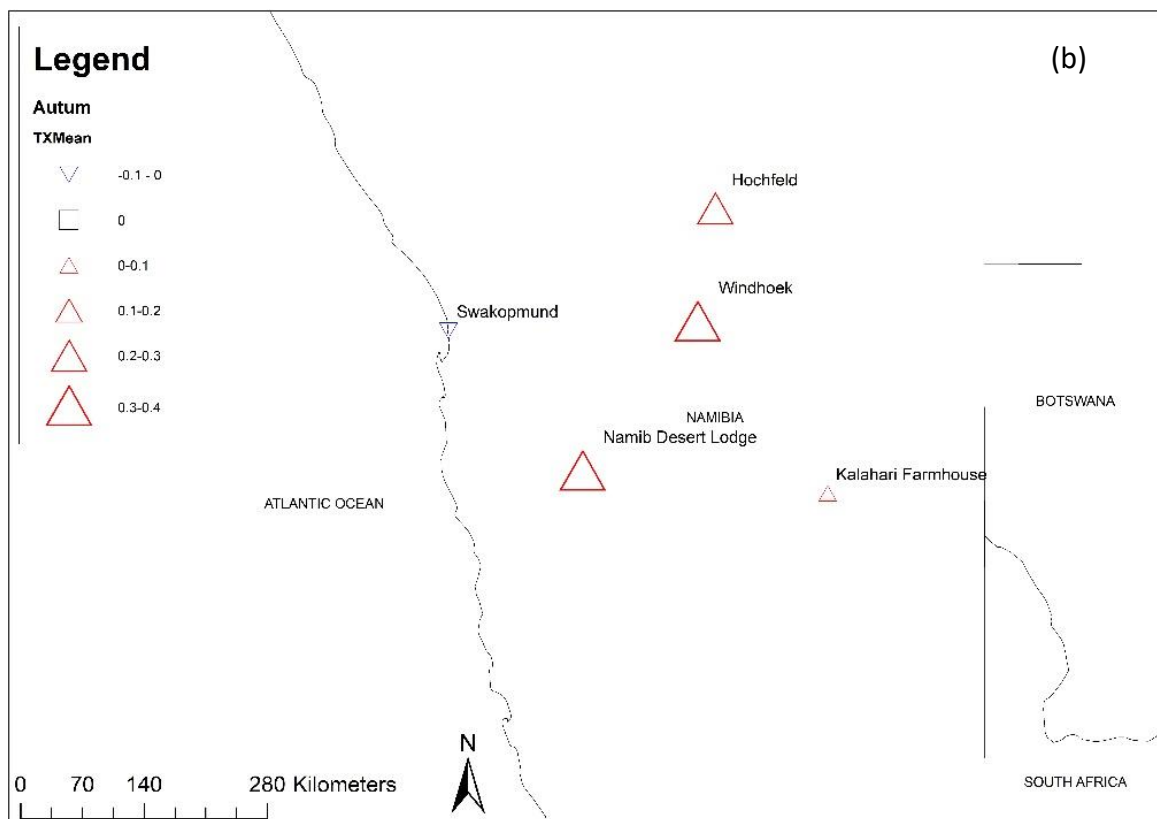 Legend
(b)
Autum
TXMean
-0.1 - 0
0
0-0.1
0.1-0.2
0.2-0.3
0.3-0.4
Hochfeld
Windhoek
Swakopmund
NAMIBIA
BOTSWANA
Namib Desert Lodge
Kalahari Farmhouse
ATLANTIC OCEAN
N
0 70 140 280 Kilometers
SOUTH AFRICA